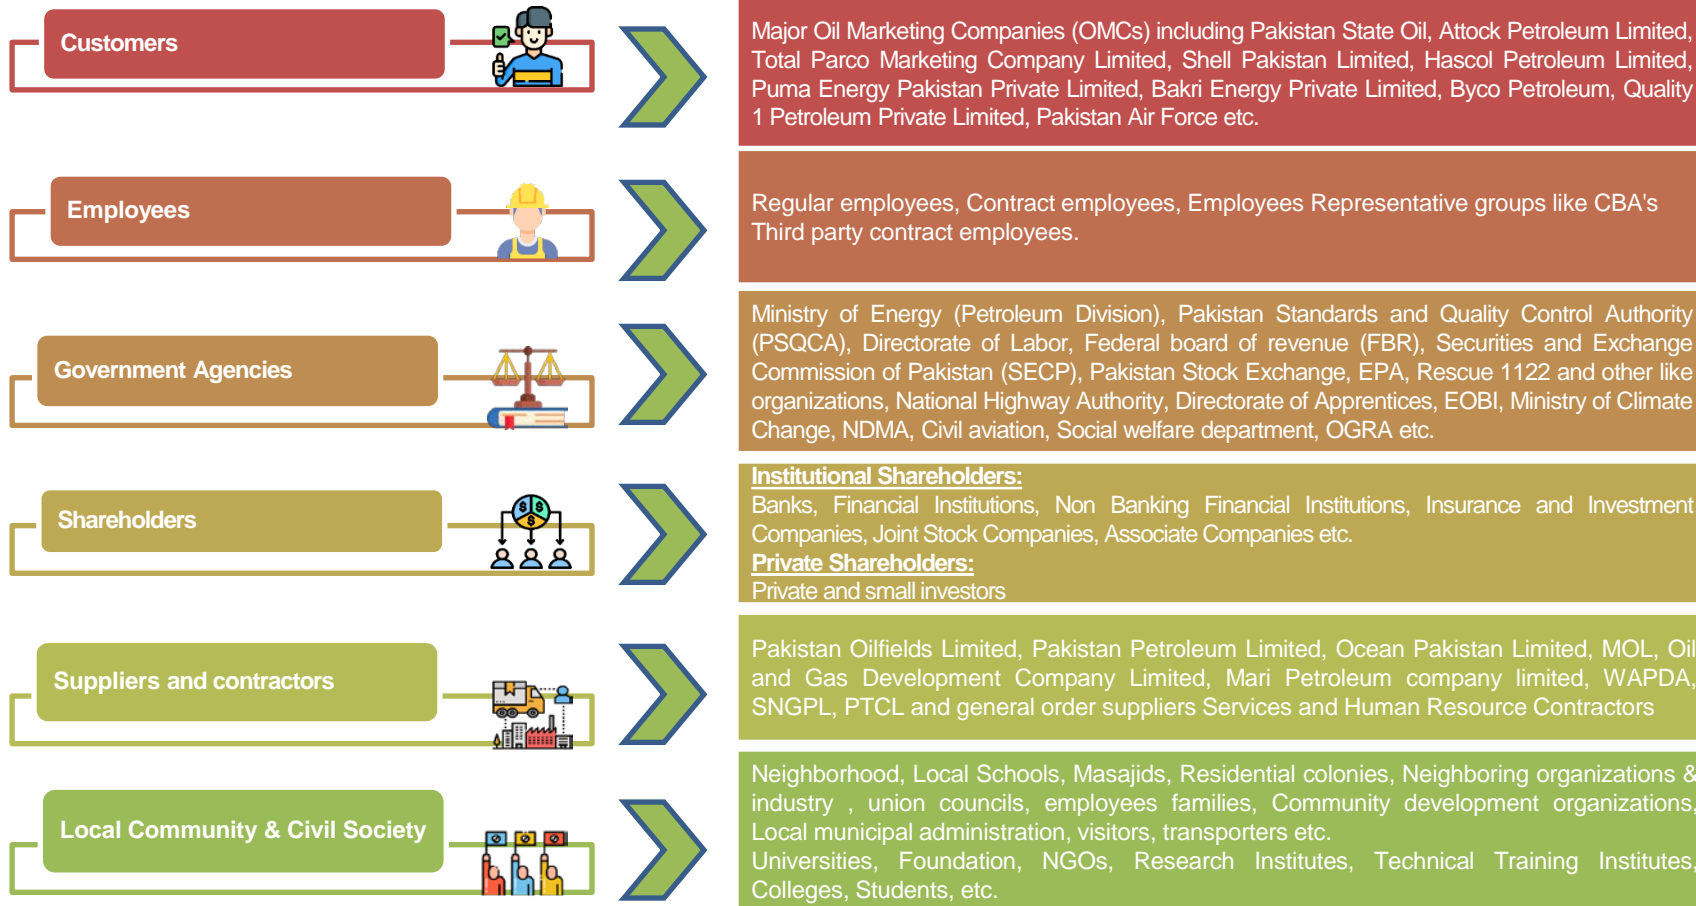 Customers
Major Oil Marketing Companies (OMCs) including Pakistan State Oil, Attock Petroleum Limited,
Total Parco Marketing Company Limited, Shell Pakistan Limited, Hascol Petroleum Limited,
Puma Energy Pakistan Private Limited, Bakri Energy Private Limited, Byco Petroleum, Quality
1 Petroleum Private Limited, Pakistan Air Force etc.
Employees
Regular employees, Contract employees, Employees Representative groups like CBA's
Third party contract employees.
Government Agencies
Ministry of Energy (Petroleum Division), Pakistan Standards and Quality Control Authority
(PSQCA), Directorate of Labor, Federal board of revenue (FBR), Securities and Exchange
Commission of Pakistan (SECP), Pakistan Stock Exchange, EPA, Rescue 1122 and other like
organizations, National Highway Authority, Directorate of Apprentices, EOBI, Ministry of Climate
Change, NDMA, Civil aviation, Social welfare department, OGRA etc.
Shareholders
Institutional Shareholders:
Banks, Financial Institutions, Non Banking Financial Institutions, Insurance and Investment
Companies, Joint Stock Companies, Associate Companies etc.
Private Shareholders:
Private and small investors
Suppliers and contractors
Pakistan Oilfields Limited, Pakistan Petroleum Limited, Ocean Pakistan Limited, MOL, Oil
and Gas Development Company Limited, Mari Petroleum company limited, WAPDA,
SNGPL, PTCL and general order suppliers Services and Human Resource Contractors
Local Community & Civil Society
Neighborhood, Local Schools, Masajids, Residential colonies, Neighboring organizations &
industry , union councils, employees families, Community development organizations,
Local municipal administration, visitors, transporters etc.
Universities, Foundation, NGOs, Research Institutes, Technical Training Institutes,
Colleges, Students, etc.